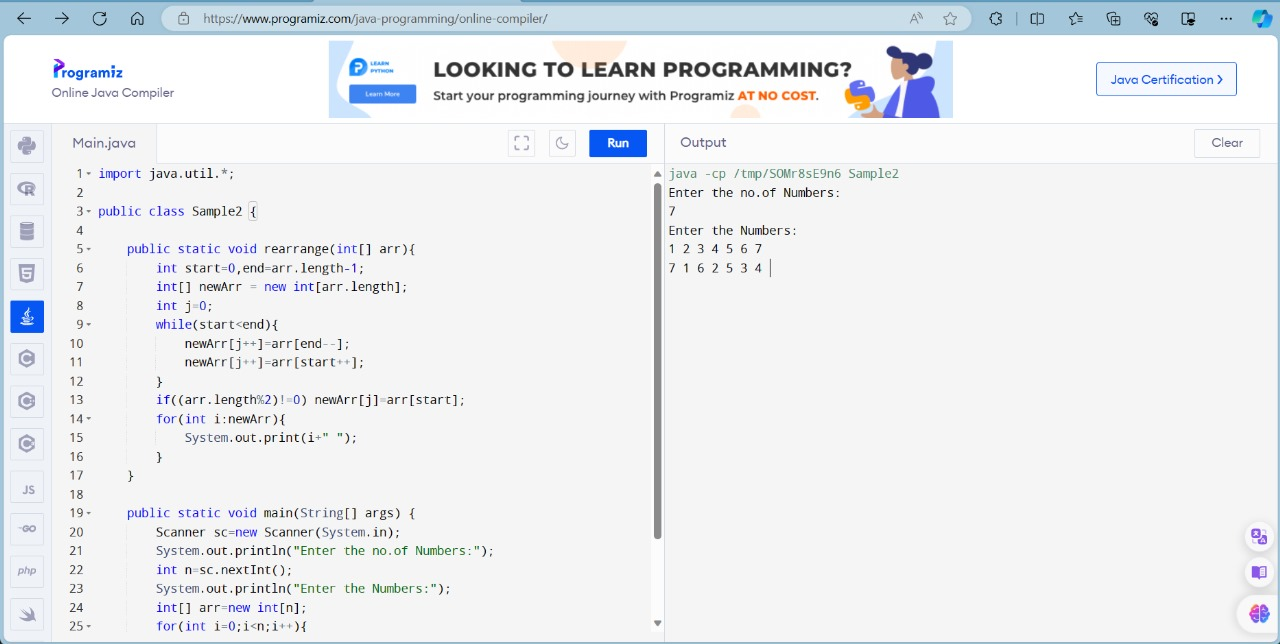 https://www.programiz.com/java-programming/online-compiler/
Programiz
Online Java Compiler
LEARN
PYTHON
Learn More
LOOKING TO LEARN PROGRAMMING?
Start your programming journey with Programiz AT NO COST.
Java Certification >
Main.java
Run
Output
Clear
1 import java.util.*;
2
3 public class Sample2 {
4
5 public static void rearrange(int[] arr){
6 int start=0,end=arr.length-1;
7 int[] newArr = new int[arr.length];
8 int j=0;
9 while(start<end){
10 newArr[j++]=arr[end--];
11 newArr[j++]=arr[start++];
12 }
13 if((arr.length%2)!=0) newArr[j]=arr[start];
14 for(int i:newArr){
15 System.out.print(i+" ");
16 }
17 }
18
19 public static void main(String[] args) {
20 Scanner sc=new Scanner(System.in);
21 System.out.println("Enter the no.of Numbers:");
22 int n=sc.nextInt();
23 System.out.println("Enter the Numbers:");
24 int[] arr=new int[n];
25 for(int i=0;i<n;i++){
java -cp /tmp/SOMr8sE9n6 Sample2
Enter the no.of Numbers:
7
Enter the Numbers:
1 2 3 4 5 6 7
7 1 6 2 5 3 4
R
JS
GO
php